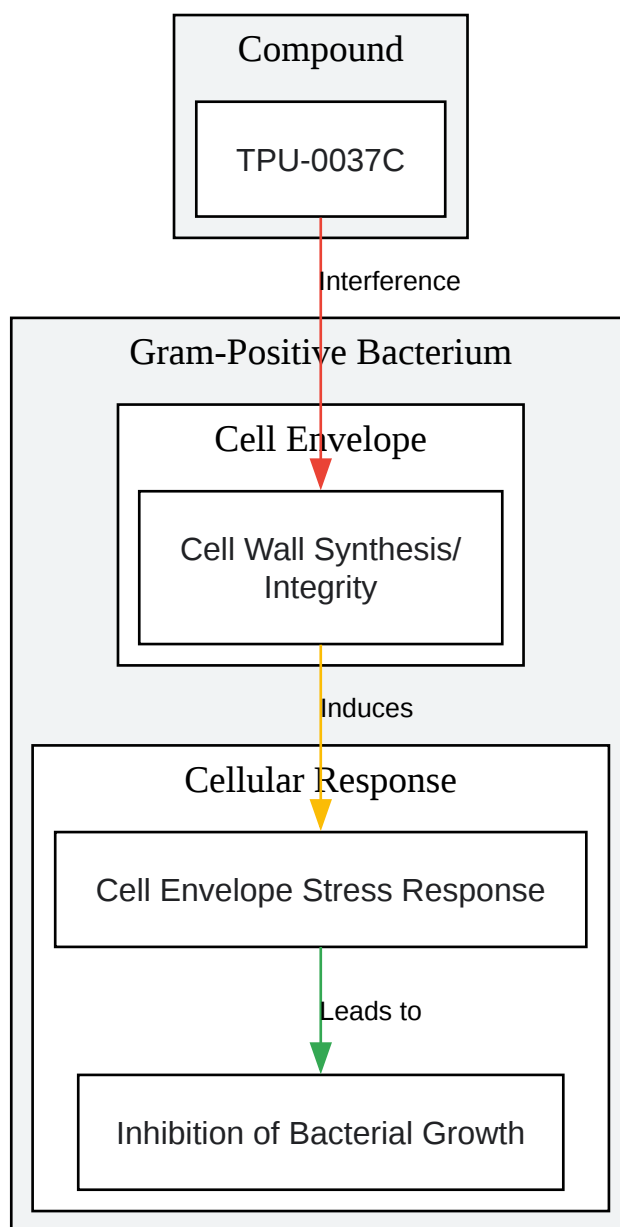 Compound
TPU-0037C
Interference
Gram-Positive Bacterium
Cell Envelope
Cell Wall Synthesis/
Integrity
Induces
Cellular Response
Cell Envelope Stress Response
Leads to
Inhibition of Bacterial Growth